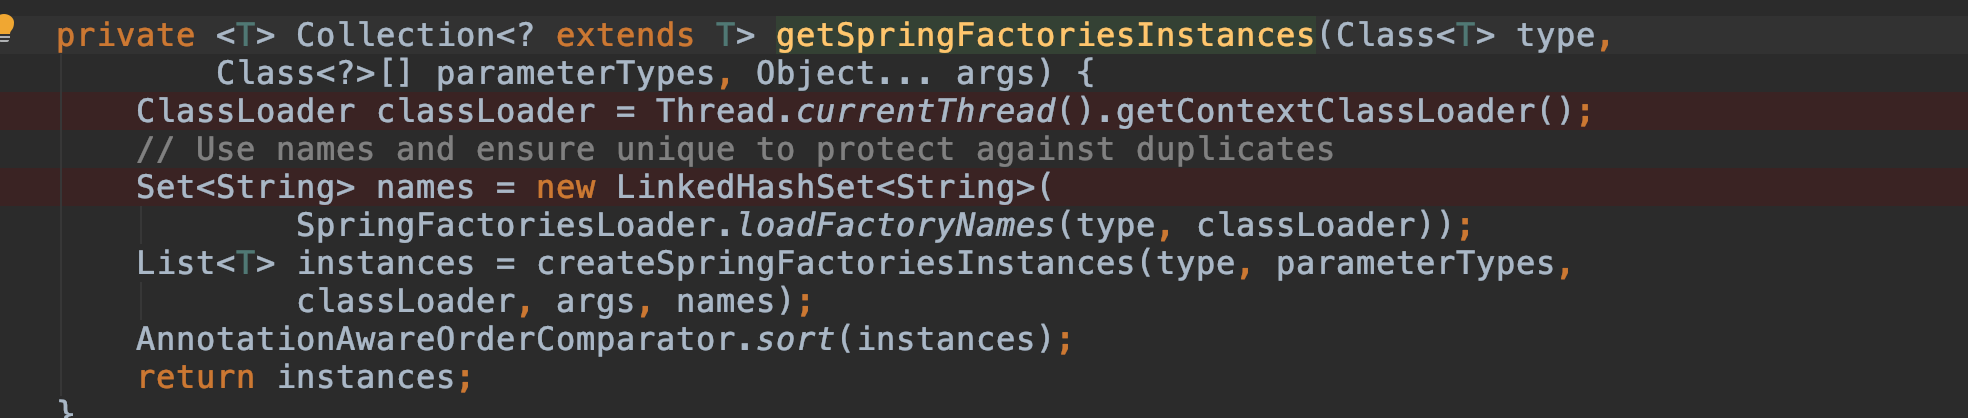 private <T> Collection<? extends T> getSpringFactoriesInstances(Class<T> type,
Class<?>[] parameterTypes, Object... args) {
ClassLoader classLoader = Thread.currentThread().getContextClassLoader();
// Use names and ensure unique to protect against duplicates
Set<String> names = new LinkedHashSet<String>(
SpringFactoriesLoader.loadFactoryNames(type, classLoader));
List<T> instances = createSpringFactoriesInstances(type, parameterTypes,
classLoader, args, names);
AnnotationAwareOrderComparator.sort(instances);
return instances;
}